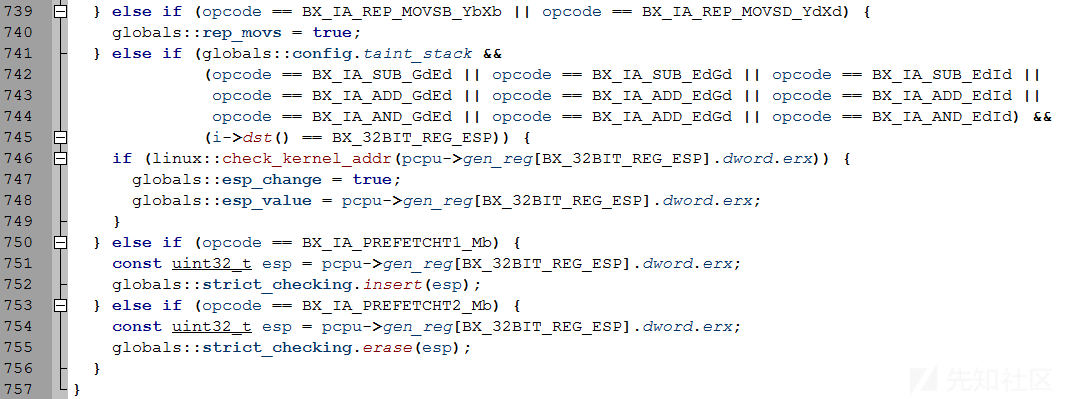 739 } else if (opcode == BX_IA_REP_MOVSB_YbXb || opcode == BX_IA_REP_MOVSD_YdXd) {
740 globals::rep_movs = true;
741 } else if (globals::config.taint_stack &&
742 (opcode == BX_IA_SUB_GdEd || opcode == BX_IA_SUB_EdGd || opcode == BX_IA_SUB_EdId ||
743 opcode == BX_IA_ADD_GdEd || opcode == BX_IA_ADD_EdGd || opcode == BX_IA_ADD_EdId ||
744 opcode == BX_IA_AND_GdEd || opcode == BX_IA_ADD_EdGd || opcode == BX_IA_AND_EdId) &&
745 (i->dst() == BX_32BIT_REG_ESP)) {
746 if (linux::check_kernel_addr(pcpu->gen_reg[BX_32BIT_REG_ESP].dword.erx)) {
747 globals::esp_change = true;
748 globals::esp_value = pcpu->gen_reg[BX_32BIT_REG_ESP].dword.erx;
749 }
750 } else if (opcode == BX_IA_PREFETCHT1_Mb) {
751 const uint32_t esp = pcpu->gen_reg[BX_32BIT_REG_ESP].dword.erx;
752 globals::strict_checking.insert(esp);
753 } else if (opcode == BX_IA_PREFETCHT2_Mb) {
754 const uint32_t esp = pcpu->gen_reg[BX_32BIT_REG_ESP].dword.erx;
755 globals::strict_checking.erase(esp);
756 }
757 }
先知社区